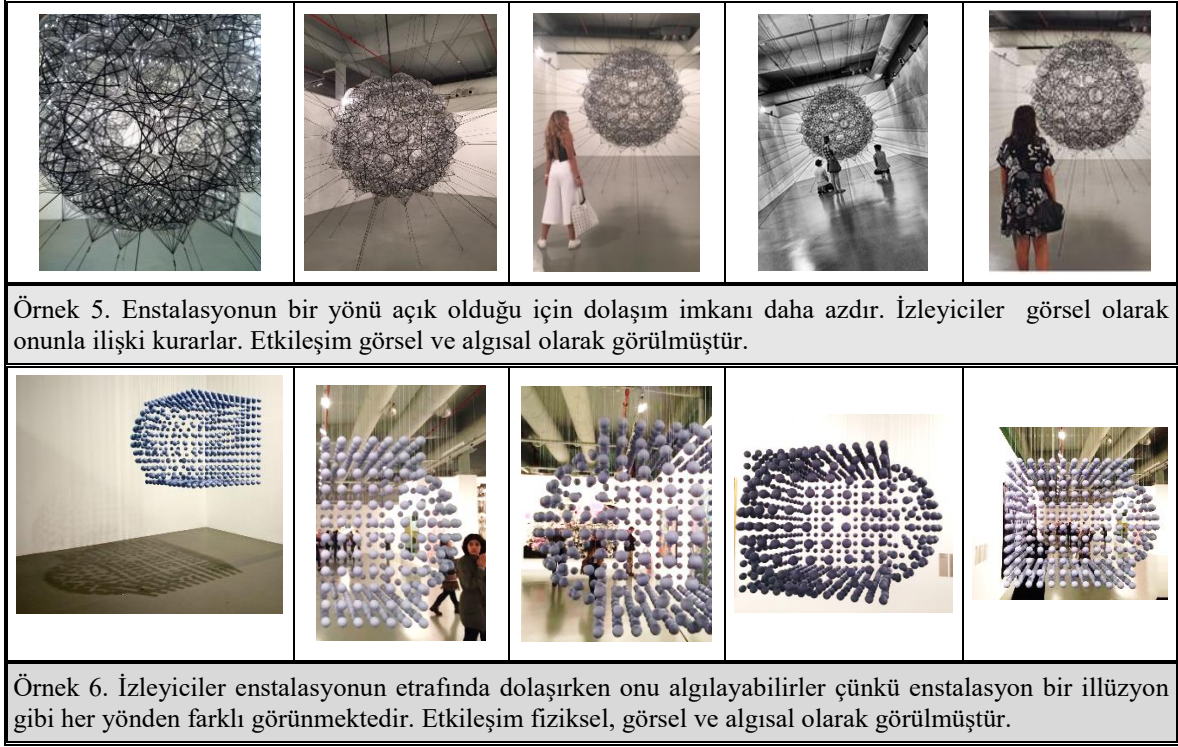 Örnek 5. Enstalasyonun bir yönü açık olduğu için dolaşım imkanı daha azdır. İzleyiciler görsel olarak
onunla ilişki kurarlar. Etkileşim görsel ve algısal olarak görülmüştür.
Örnek 6. İzleyiciler enstalasyonun etrafında dolaşırken onu algılayabilirler çünkü enstalasyon bir illüzyon
gibi her yönden farklı görünmektedir. Etkileşim fiziksel, görsel ve algısal olarak görülmüştür.